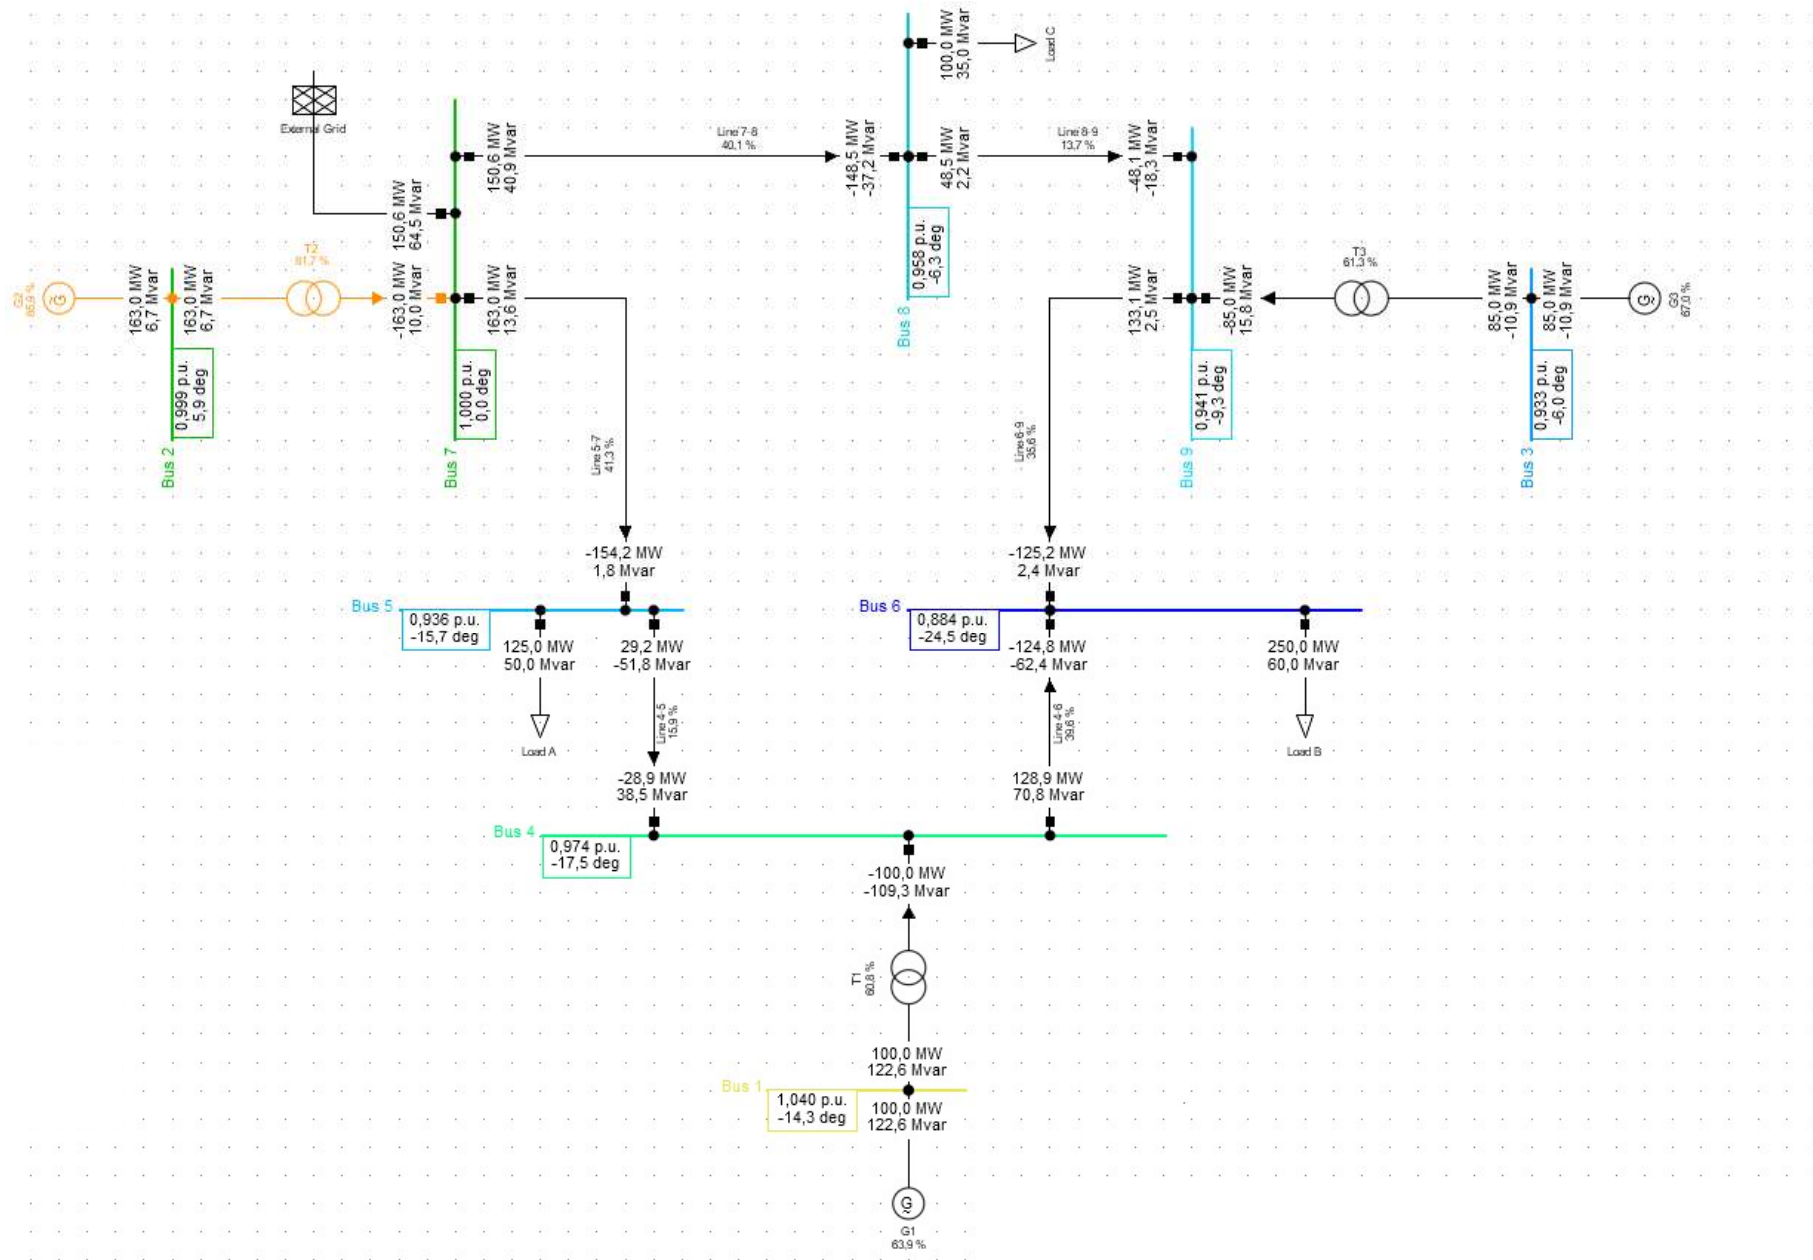 100,0 MW
35,0 Mvar
Load C
External Grid
150,6 MW
40,9 Mvar
Line 7-8
40,1 %
-148,5 MW
-37,2 Mvar
48,5 MW
2,2 Mvar
Line 8-9
13,7 %
-48,1 MW
-18,3 Mvar
150,6 MW
64,5 Mvar
0,958 p.u.
-6,3 deg
Bus 8
G2
85,9 %
163,0 MW
6,7 Mvar
163,0 MW
6,7 Mvar
T2
81,7 %
-163,0 MW
-10,0 Mvar
163,0 MW
13,6 Mvar
133,1 MW
2,5 Mvar
-85,0 MW
15,8 Mvar
T3
61,3 %
85,0 MW
-10,9 Mvar
85,0 MW
-10,9 Mvar
G3
67,0 %
0,999 p.u.
5,9 deg
Bus 2
1,000 p.u.
0,0 deg
Bus 7
Line 5-7
41,3 %
Line 6-9
35,6 %
0,941 p.u.
-9,3 deg
Bus 9
0,933 p.u.
-6,0 deg
Bus 3
-154,2 MW
1,8 Mvar
-125,2 MW
2,4 Mvar
Bus 5
0,936 p.u.
-15,7 deg
125,0 MW
50,0 Mvar
29,2 MW
-51,8 Mvar
Bus 6
0,884 p.u.
-24,5 deg
-124,8 MW
-62,4 Mvar
250,0 MW
60,0 Mvar
Load A
Line 4-5
15,9 %
Line 4-6
39,6 %
Load B
-28,9 MW
38,5 Mvar
128,9 MW
70,8 Mvar
Bus 4
0,974 p.u.
-17,5 deg
-100,0 MW
-109,3 Mvar
T1
60,8 %
100,0 MW
122,6 Mvar
Bus 1
1,040 p.u.
-14,3 deg
100,0 MW
122,6 Mvar
G~
G1
63,9 %